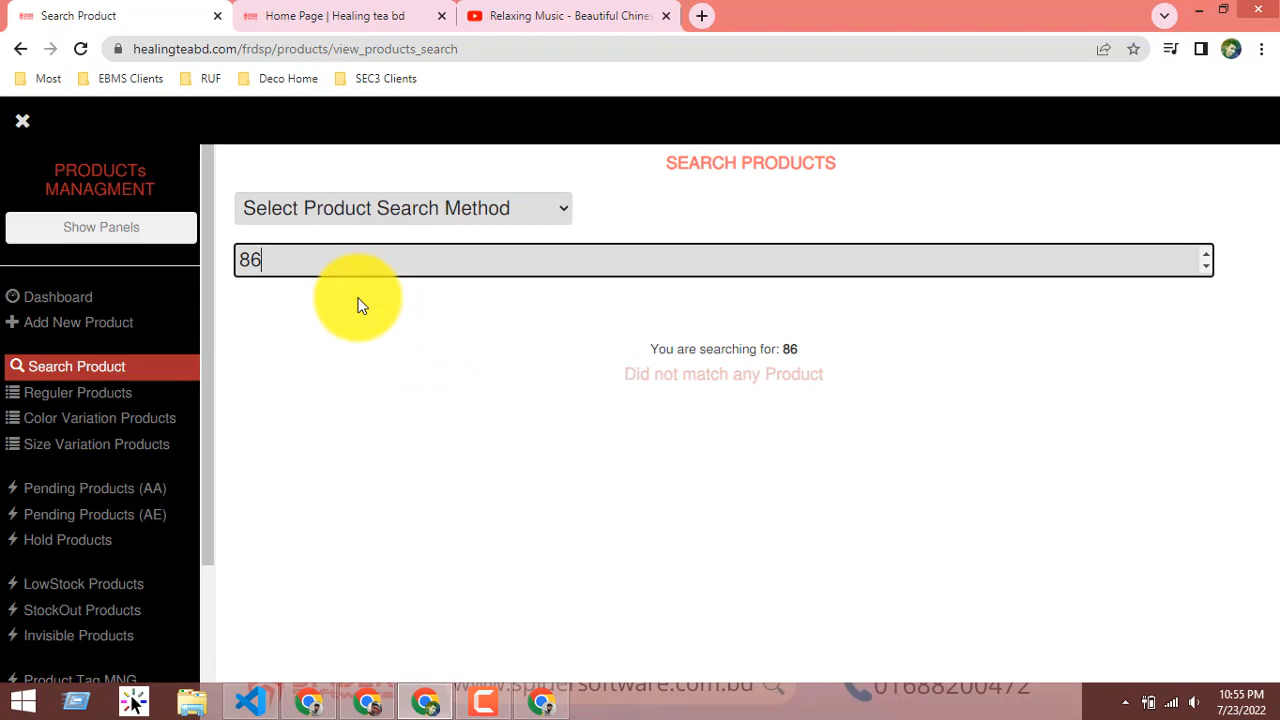 Search Product
Home Page | Healing tea bd
Relaxing Music - Beautiful Chines
healingteabd.com/frdsp/products/view_products_search
Most
EBMS Clients
RUF
Deco Home
SEC3 Clients
PRODUCTs
MANAGMENT
Show Panels
Dashboard
Add New Product
Search Product
Reguler Products
Color Variation Products
Size Variation Products
Pending Products (AA)
Pending Products (AE)
Hold Products
LowStock Products
StockOut Products
Invisible Products
Product Tag MNG
SEARCH PRODUCTS
Select Product Search Method
86
You are searching for: 86
Did not match any Product
www.spidersoftware.com.bd
01688200472
10:55 PM
7/23/2022